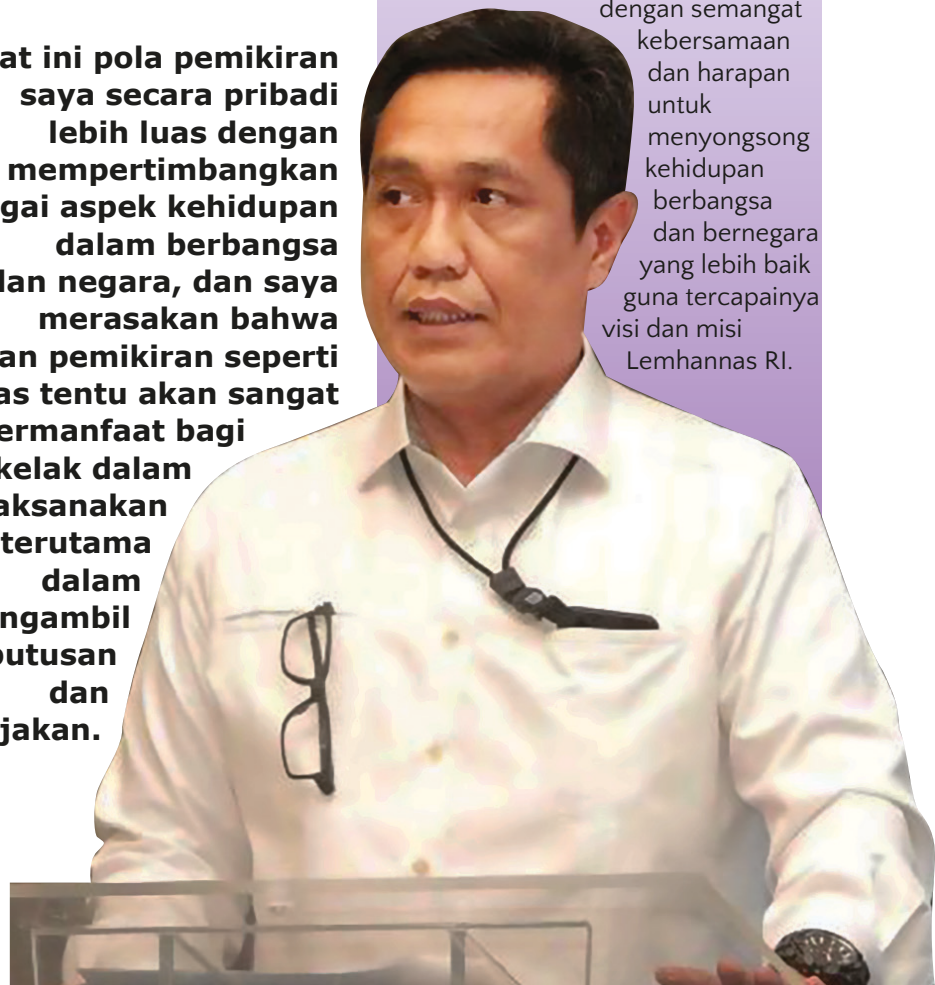 at ini pola pemikiran
saya secara pribadi
lebih luas dengan
mempertimbangkan
gai aspek kehidupan
dalam berbangsa
dan negara, dan saya
merasakan bahwa
an pemikiran seperti
as tentu akan sangat
ermanfaat bagi
kelak dalam
aksanakan
terutama
dalam
ngambil
putusan
dan
jakan.
dengan semangat
kebersamaan
dan harapan
untuk
menyongsong
kehidupan
berbangsa
dan bernegara
yang lebih baik
guna tercapainya
visi dan misi
Lemhannas RI.